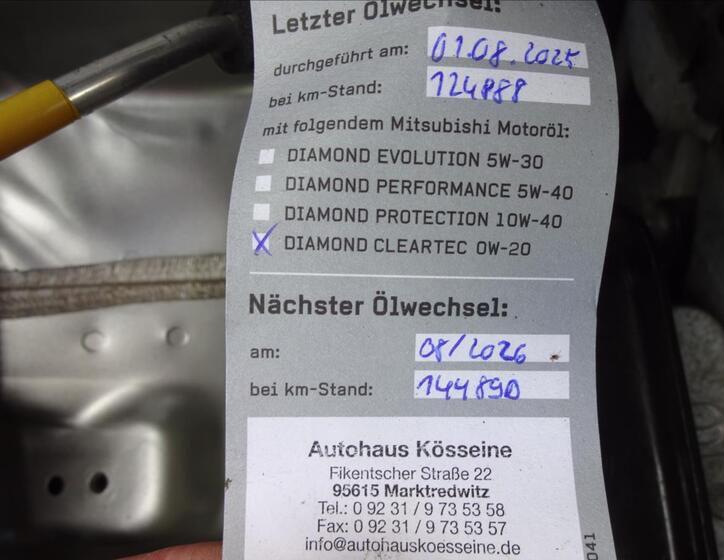 Letzter Ölwechsel:
durchgeführt am: 01.08.2025
bei km-Stand: 124888
mit folgendem Mitsubishi Motoröl:
DIAMOND EVOLUTION 5W-30
DIAMOND PERFORMANCE 5W-40
DIAMOND PROTECTION 10W-40
X DIAMOND CLEARTEC 0W-20
Nächster Ölwechsel:
am: 08/2026
bei km-Stand: 144890
Autohaus Kösseine
Fikentscher Straße 22
95615 Marktredwitz
Tel.: 0 92 31 / 9 73 53 58
Fax: 0 92 31 / 9 73 53 57
info@autohauskoesseine.de
041